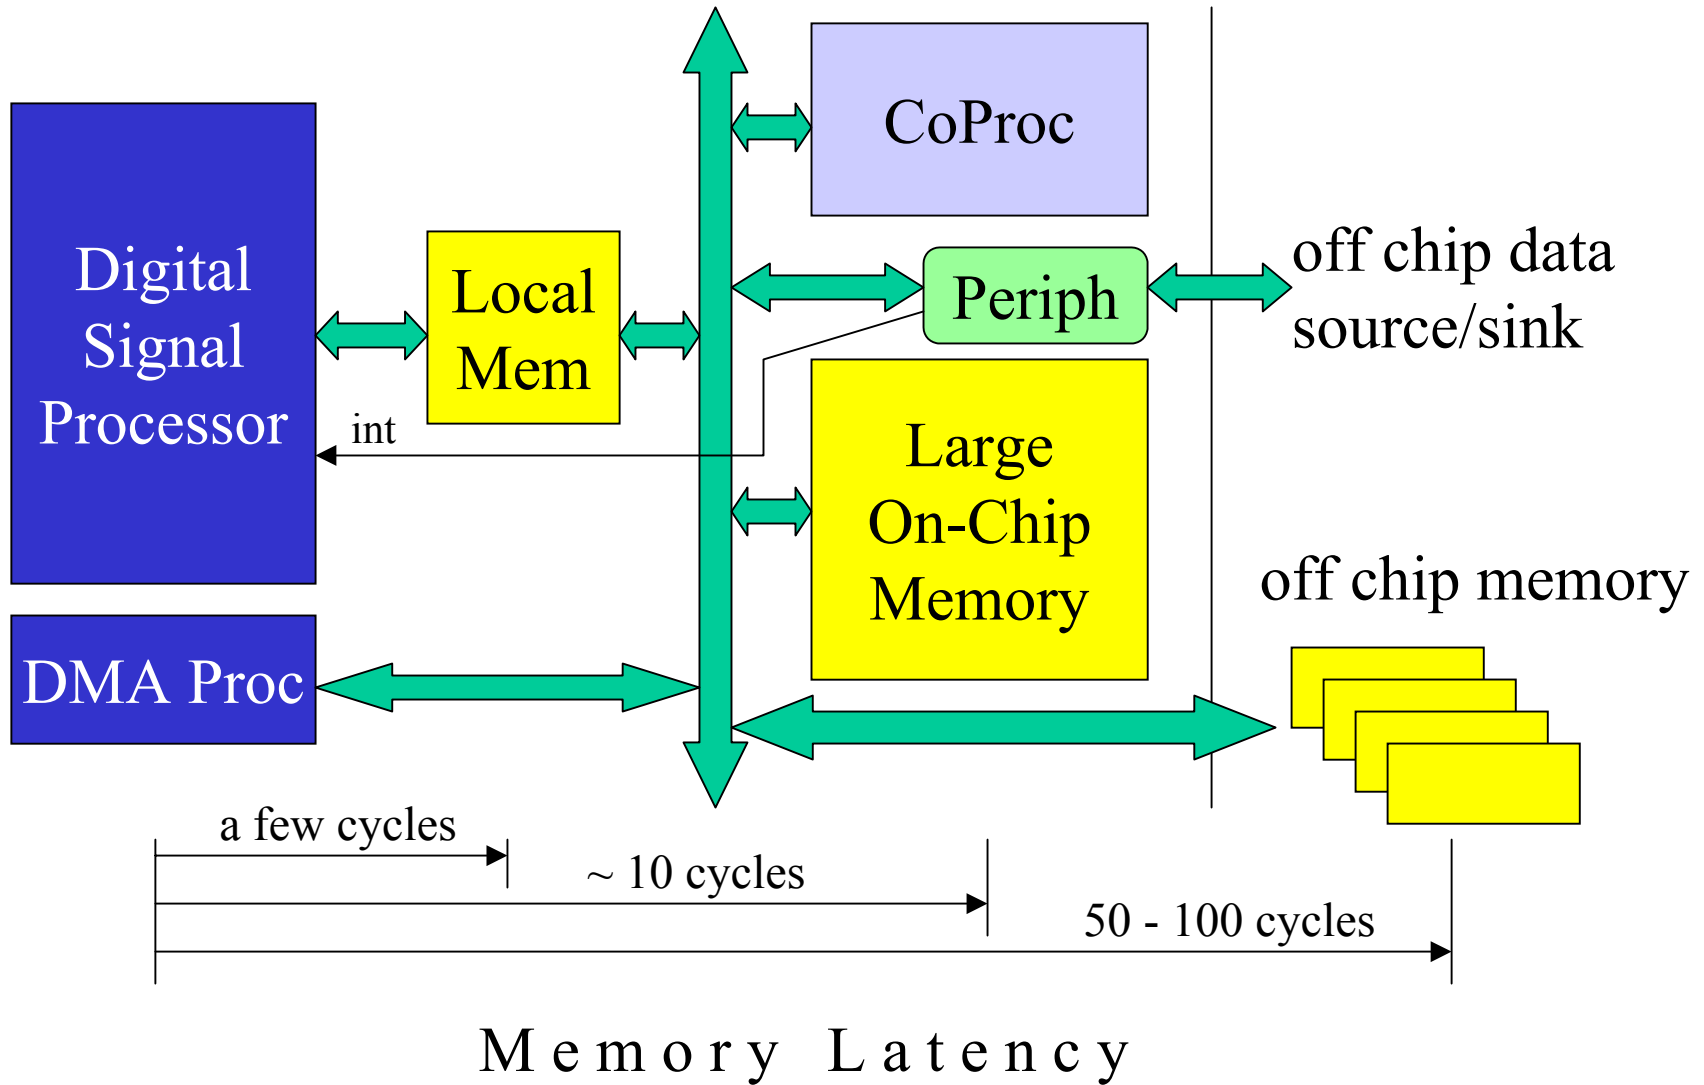 CoProc
Digital
Signal
Processor
Local
Mem
Periph
off chip data
source/sink
int
Large
On-Chip
Memory
off chip memory
DMA Proc
a few cycles
~ 10 cycles
50 - 100 cycles
Memory Latency